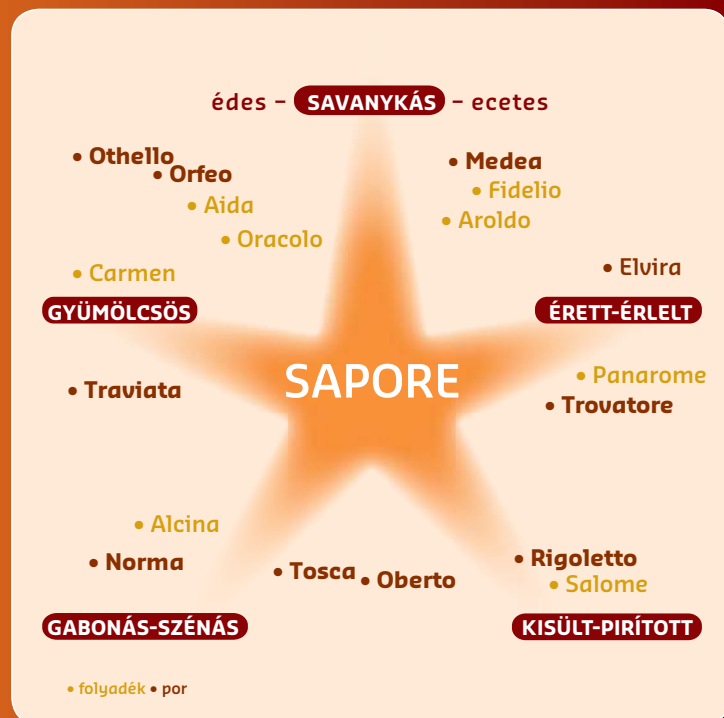 édes – SAVANYKÁS – ecetes
• Othello
• Orfeo
• Medea
• Fidelio
• Aida
• Aroldo
• Oracolo
• Elvira
• Carmen
GYÜMÖLCSÖS
ÉRETT-ÉRLELT
SAPORE
• Panarome
• Traviata
• Trovatore
• Alcina
• Norma
• Tosca
• Oberto
• Rigoletto
• Salome
GABONÁS-SZÉNÁS
KISÜLT-PIRÍTOTT
• folyadék • por